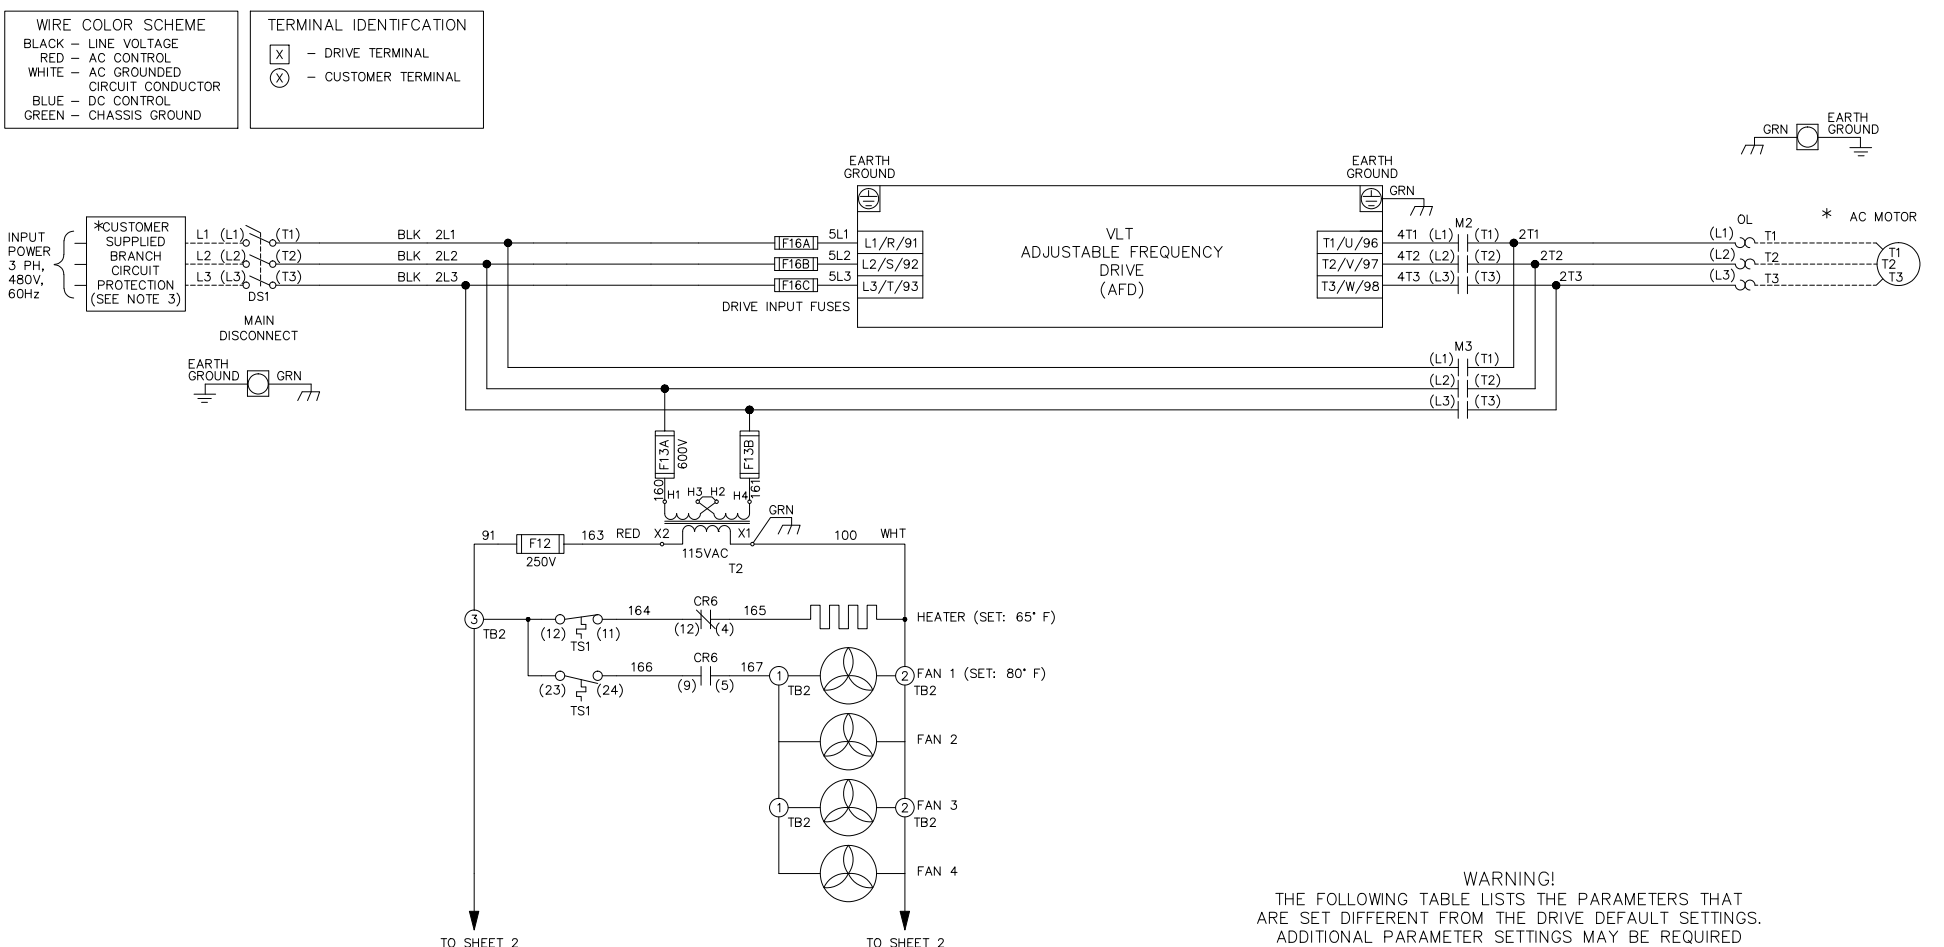 WIRE COLOR SCHEME
BLACK – LINE VOLTAGE
RED – AC CONTROL
WHITE – AC GROUNDED
CIRCUIT CONDUCTOR
BLUE – DC CONTROL
GREEN – CHASSIS GROUND
TERMINAL IDENTIFCATION
X – DRIVE TERMINAL
X – CUSTOMER TERMINAL
GRN
EARTH
GROUND
INPUT
POWER
3 PH,
480V,
60Hz
*CUSTOMER
SUPPLIED
BRANCH
CIRCUIT
PROTECTION
(SEE NOTE 3)
L1 (L1) (T1)
L2 (L2) (T2)
L3 (L3) (T3)
DS1
MAIN
DISCONNECT
EARTH
GROUND
GRN
BLK 2L1
BLK 2L2
BLK 2L3
F16A 5L1
F16B 5L2
F16C 5L3
DRIVE INPUT FUSES
EARTH
GROUND
L1/R/91
L2/S/92
L3/T/93
VLT
ADJUSTABLE FREQUENCY
DRIVE
(AFD)
EARTH
GROUND
GRN
T1/U/96
T2/V/97
T3/W/98
M2
4T1 (L1) (T1) 2T1
4T2 (L2) (T2) 2T2
4T3 (L3) (T3) 2T3
OL
(L1) T1
(L2) T2
(L3) T3
* AC MOTOR
T1
T2
T3
M3
(L1) (T1)
(L2) (T2)
(L3) (T3)
F13A
600V
F13B
160
161
H1 H3 H2 H4
GRN
91
F12
250V
163 RED X2
X1
115VAC
T2
100 WHT
3
TB2
(12) (11)
TS1
164
CR6
(12) (4)
165
HEATER (SET: 65° F)
(23) (24)
TS1
166
CR6
(9) (5)
167
1
TB2
2
TB2
FAN 1 (SET: 80° F)
FAN 2
1
TB2
2
TB2
FAN 3
FAN 4
TO SHEET 2
TO SHEET 2
WARNING!
THE FOLLOWING TABLE LISTS THE PARAMETERS THAT
ARE SET DIFFERENT FROM THE DRIVE DEFAULT SETTINGS.
ADDITIONAL PARAMETER SETTINGS MAY BE REQUIRED